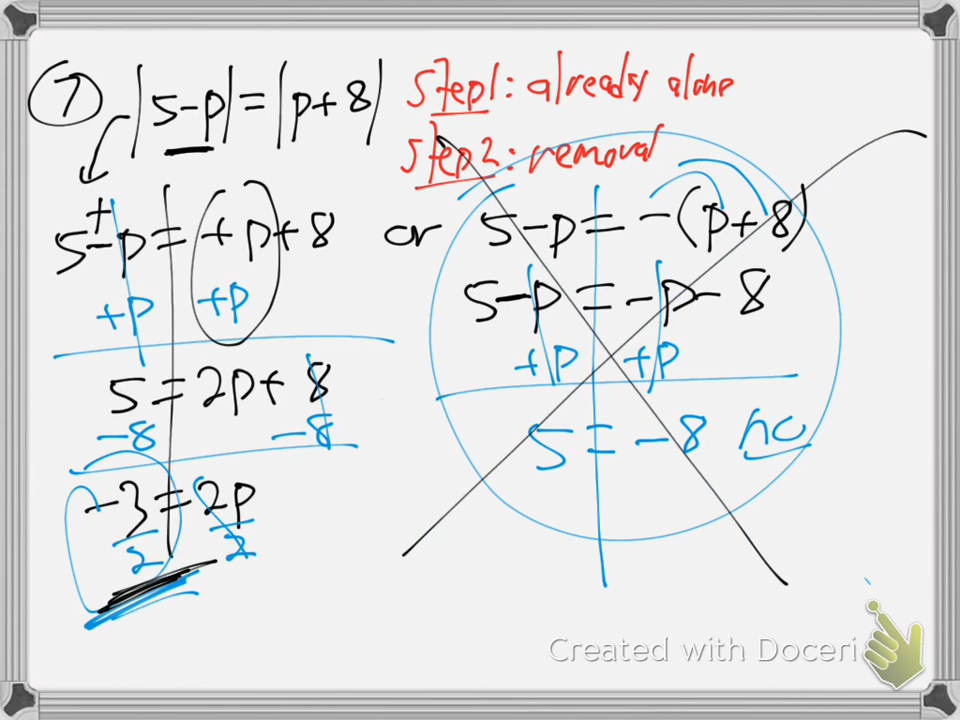 7 |5-p|=|p+8| Step1: already alone
Step2: removal
5-p=+p+8 or 5-p=-(p+8)
+p +p 5-p=-p-8
5=2p+8 +p +p
-8 -8 5=-8 no
-3=2p
2 2
Created with Doceri